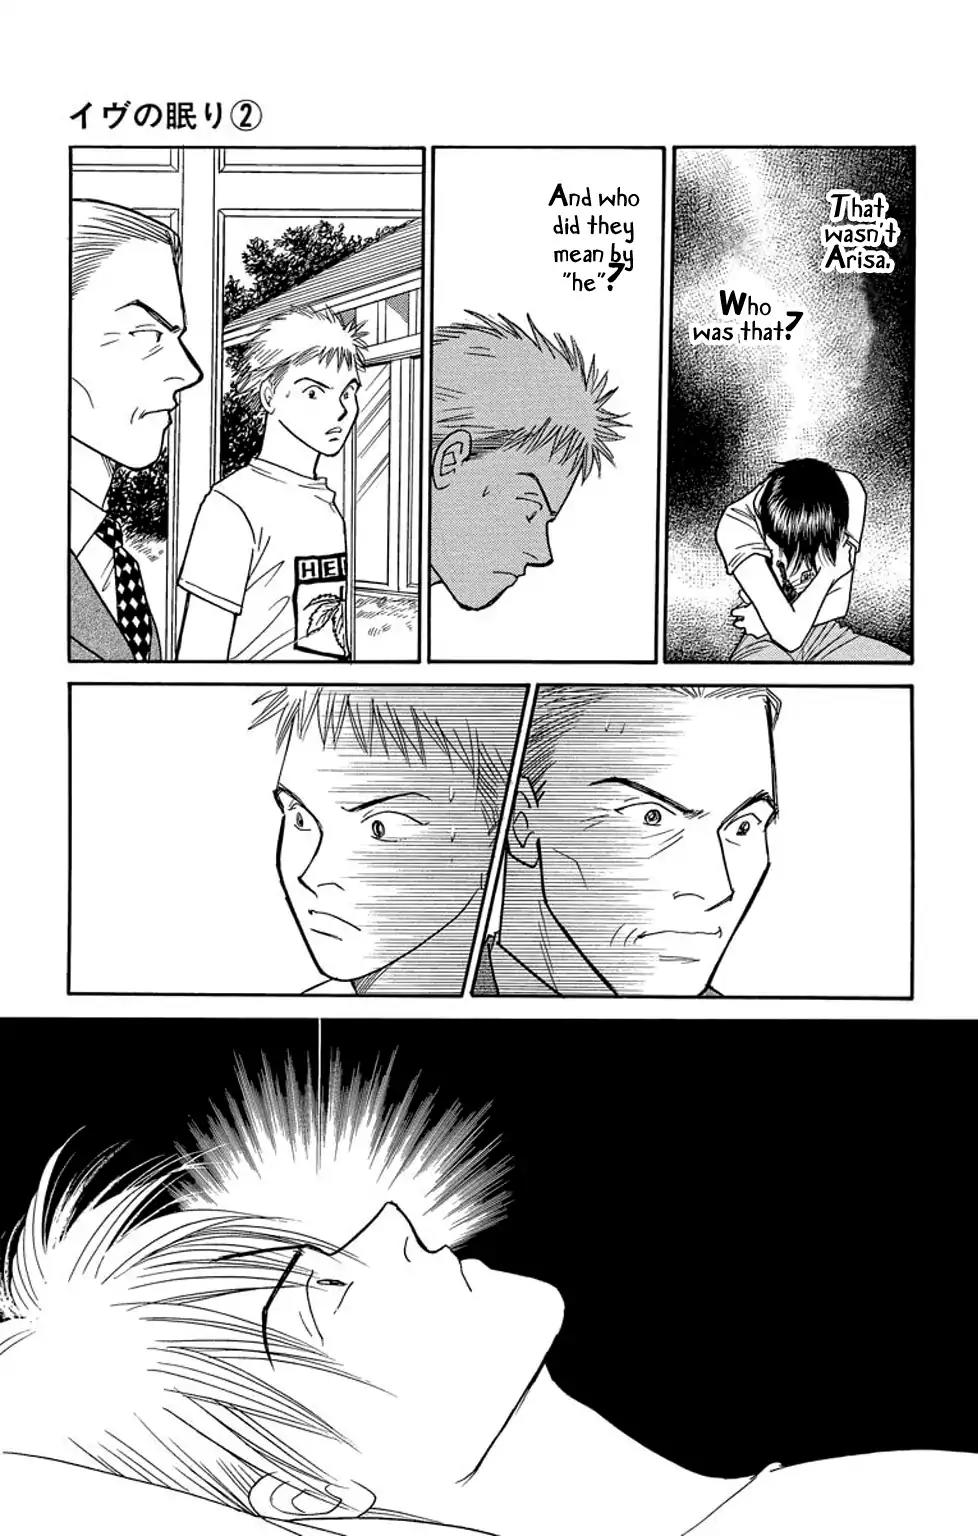 イヴの眠り②
That
wasn't
Arisa.
Who
was that?
And who
did they
mean by
"he"?
HE